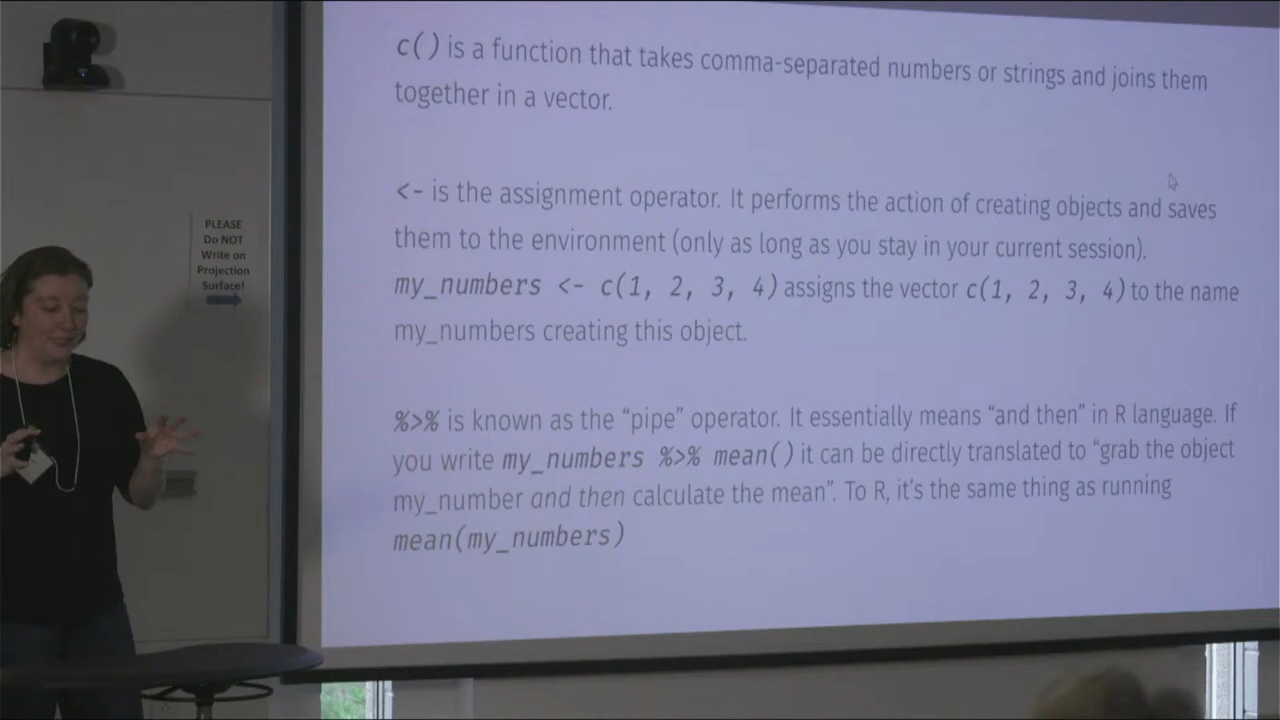 c() is a function that takes comma-separated numbers or strings and joins them
together in a vector.
<- is the assignment operator. It performs the action of creating objects and saves
them to the environment (only as long as you stay in your current session).
my_numbers <- c(1, 2, 3, 4) assigns the vector c(1, 2, 3, 4) to the name
my_numbers creating this object.
%>% is known as the “pipe” operator. It essentially means “and then” in R language. If
you write my_numbers %>% mean() it can be directly translated to “grab the object
my_number and then calculate the mean”. To R, it’s the same thing as running
mean(my_numbers)
PLEASE
Do NOT
Write on
Projection
Surface!